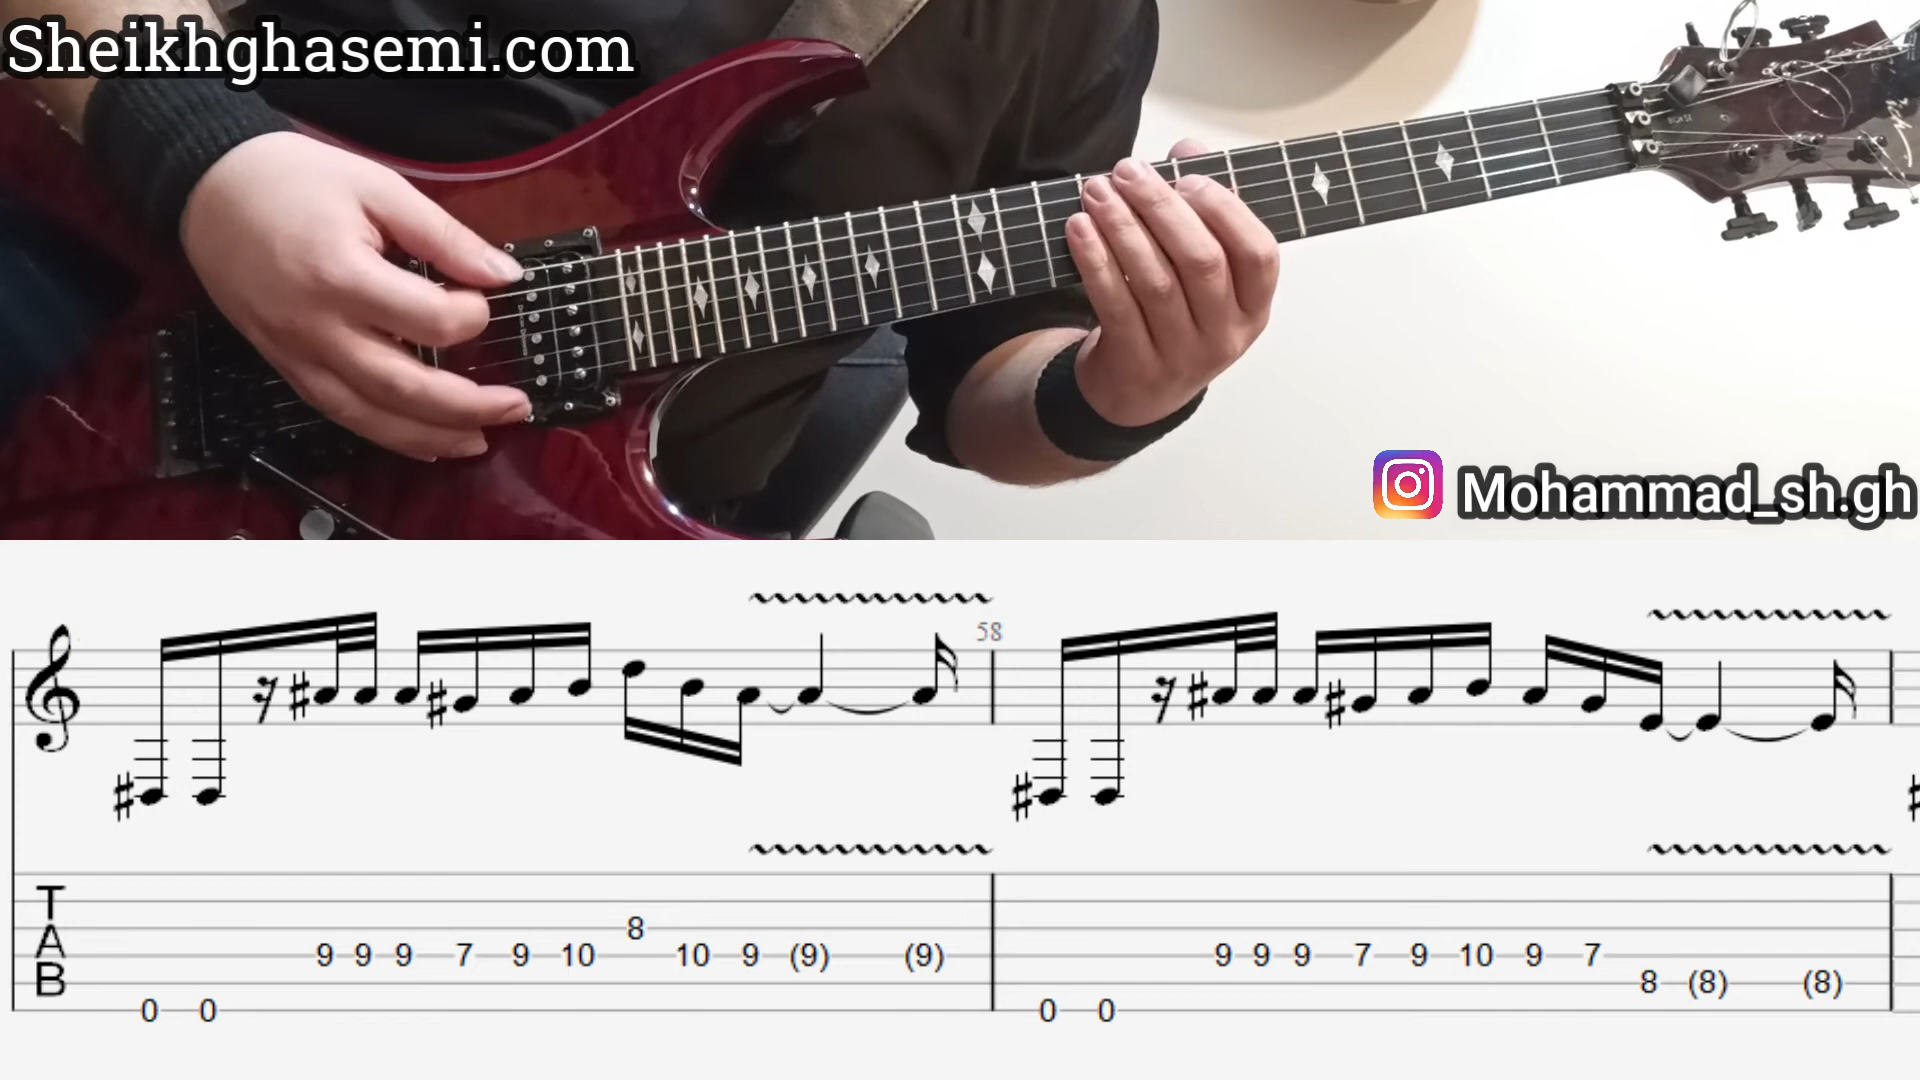 Sheikhghasemi.com
Mohammad_sh.gh
58
T
A
B
8
9 9 9 7 9 10 10 9 (9) (9) 9 9 9 7 9 10 9 7
8 (8) (8)
0 0 0 0